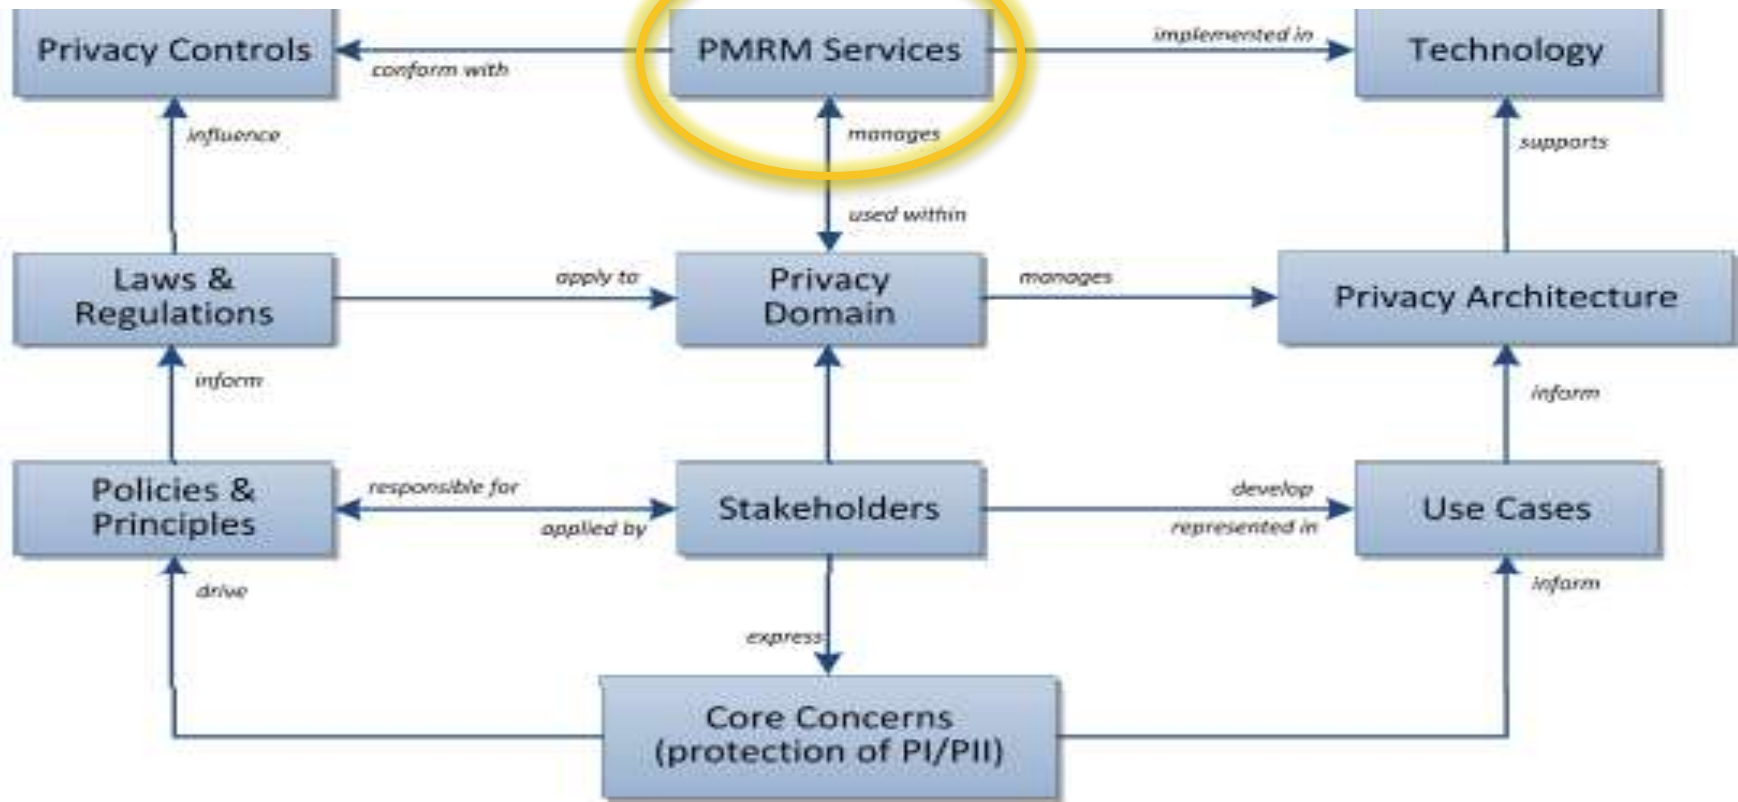 Privacy Controls
PMRM Services
Technology
implemented in
conform with
influence
manages
supports
used within
Laws &
Regulations
apply to
Privacy
Domain
manages
Privacy Architecture
inform
inform
Policies &
Principles
responsible for
applied by
Stakeholders
develop
represented in
Use Cases
drive
inform
express
Core Concerns
(protection of PI/PII)